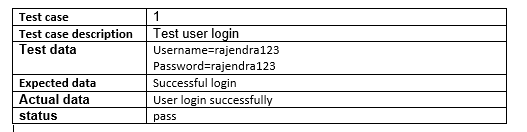 Test case 1
Test case description Test user login
Test data Username=rajendra123
Password=rajendra123
Expected data Successful login
Actual data User login successfully
status pass